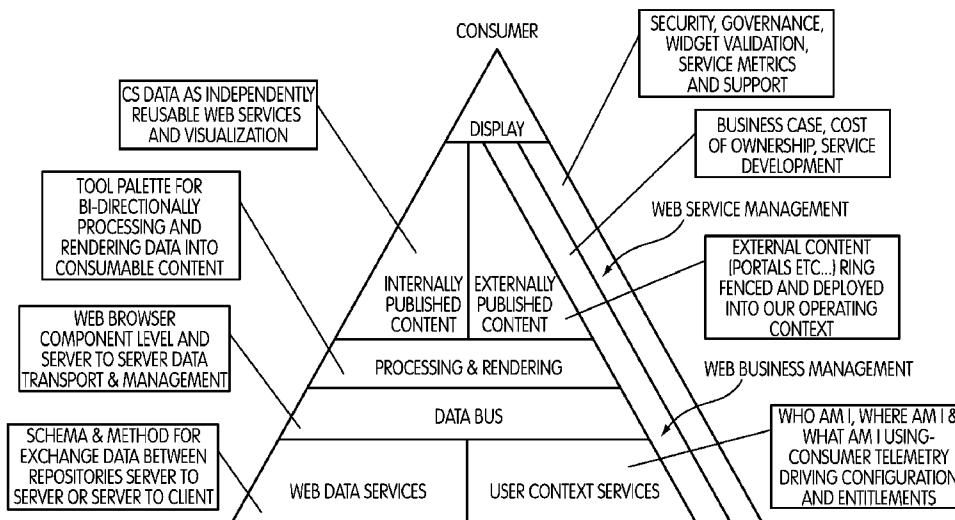 CONSUMER
SECURITY, GOVERNANCE,
WIDGET VALIDATION,
SERVICE METRICS
AND SUPPORT
CS DATA AS INDEPENDENTLY
REUSABLE WEB SERVICES
AND VISUALIZATION
DISPLAY
BUSINESS CASE, COST
OF OWNERSHIP, SERVICE
DEVELOPMENT
TOOL PALETTE FOR
BI-DIRECTIONALLY
PROCESSING AND
RENDERING DATA INTO
CONSUMABLE CONTENT
WEB SERVICE MANAGEMENT
INTERNALLY
PUBLISHED
CONTENT
EXTERNALLY
PUBLISHED
CONTENT
EXTERNAL CONTENT
(PORTALS ETC...) RING
FENCED AND DEPLOYED
INTO OUR OPERATING
CONTEXT
WEB BROWSER
COMPONENT LEVEL AND
SERVER TO SERVER DATA
TRANSPORT & MANAGEMENT
PROCESSING & RENDERING
WEB BUSINESS MANAGEMENT
DATA BUS
SCHEMA & METHOD FOR
EXCHANGE DATA BETWEEN
REPOSITORIES SERVER TO
SERVER OR SERVER TO CLIENT
WEB DATA SERVICES
USER CONTEXT SERVICES
WHO AM I, WHERE AM I &
WHAT AM I USING-
CONSUMER TELEMETRY
DRIVING CONFIGURATION
AND ENTITLEMENTS